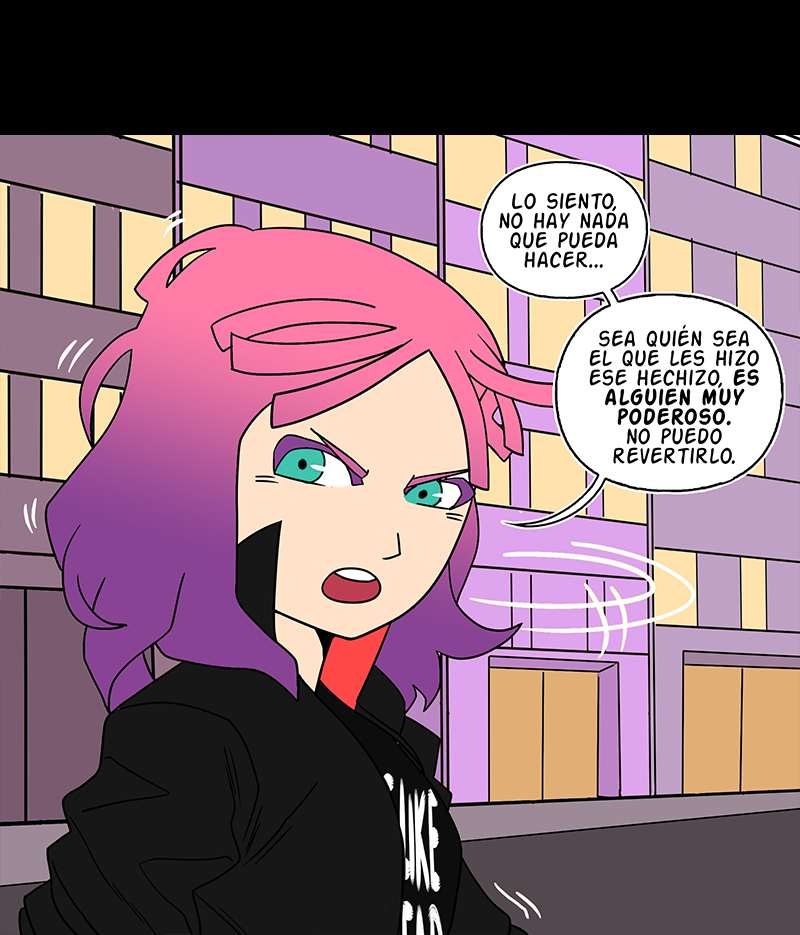 LO SIENTO,
NO HAY NADA
QUE PUEDA
HACER...
SEA QUIÉN SEA
EL QUE LES HIZO
ESE HECHIZO, ES
ALGUIEN MUY
PODEROSO.
NO PUEDO
REVERTIRLO.